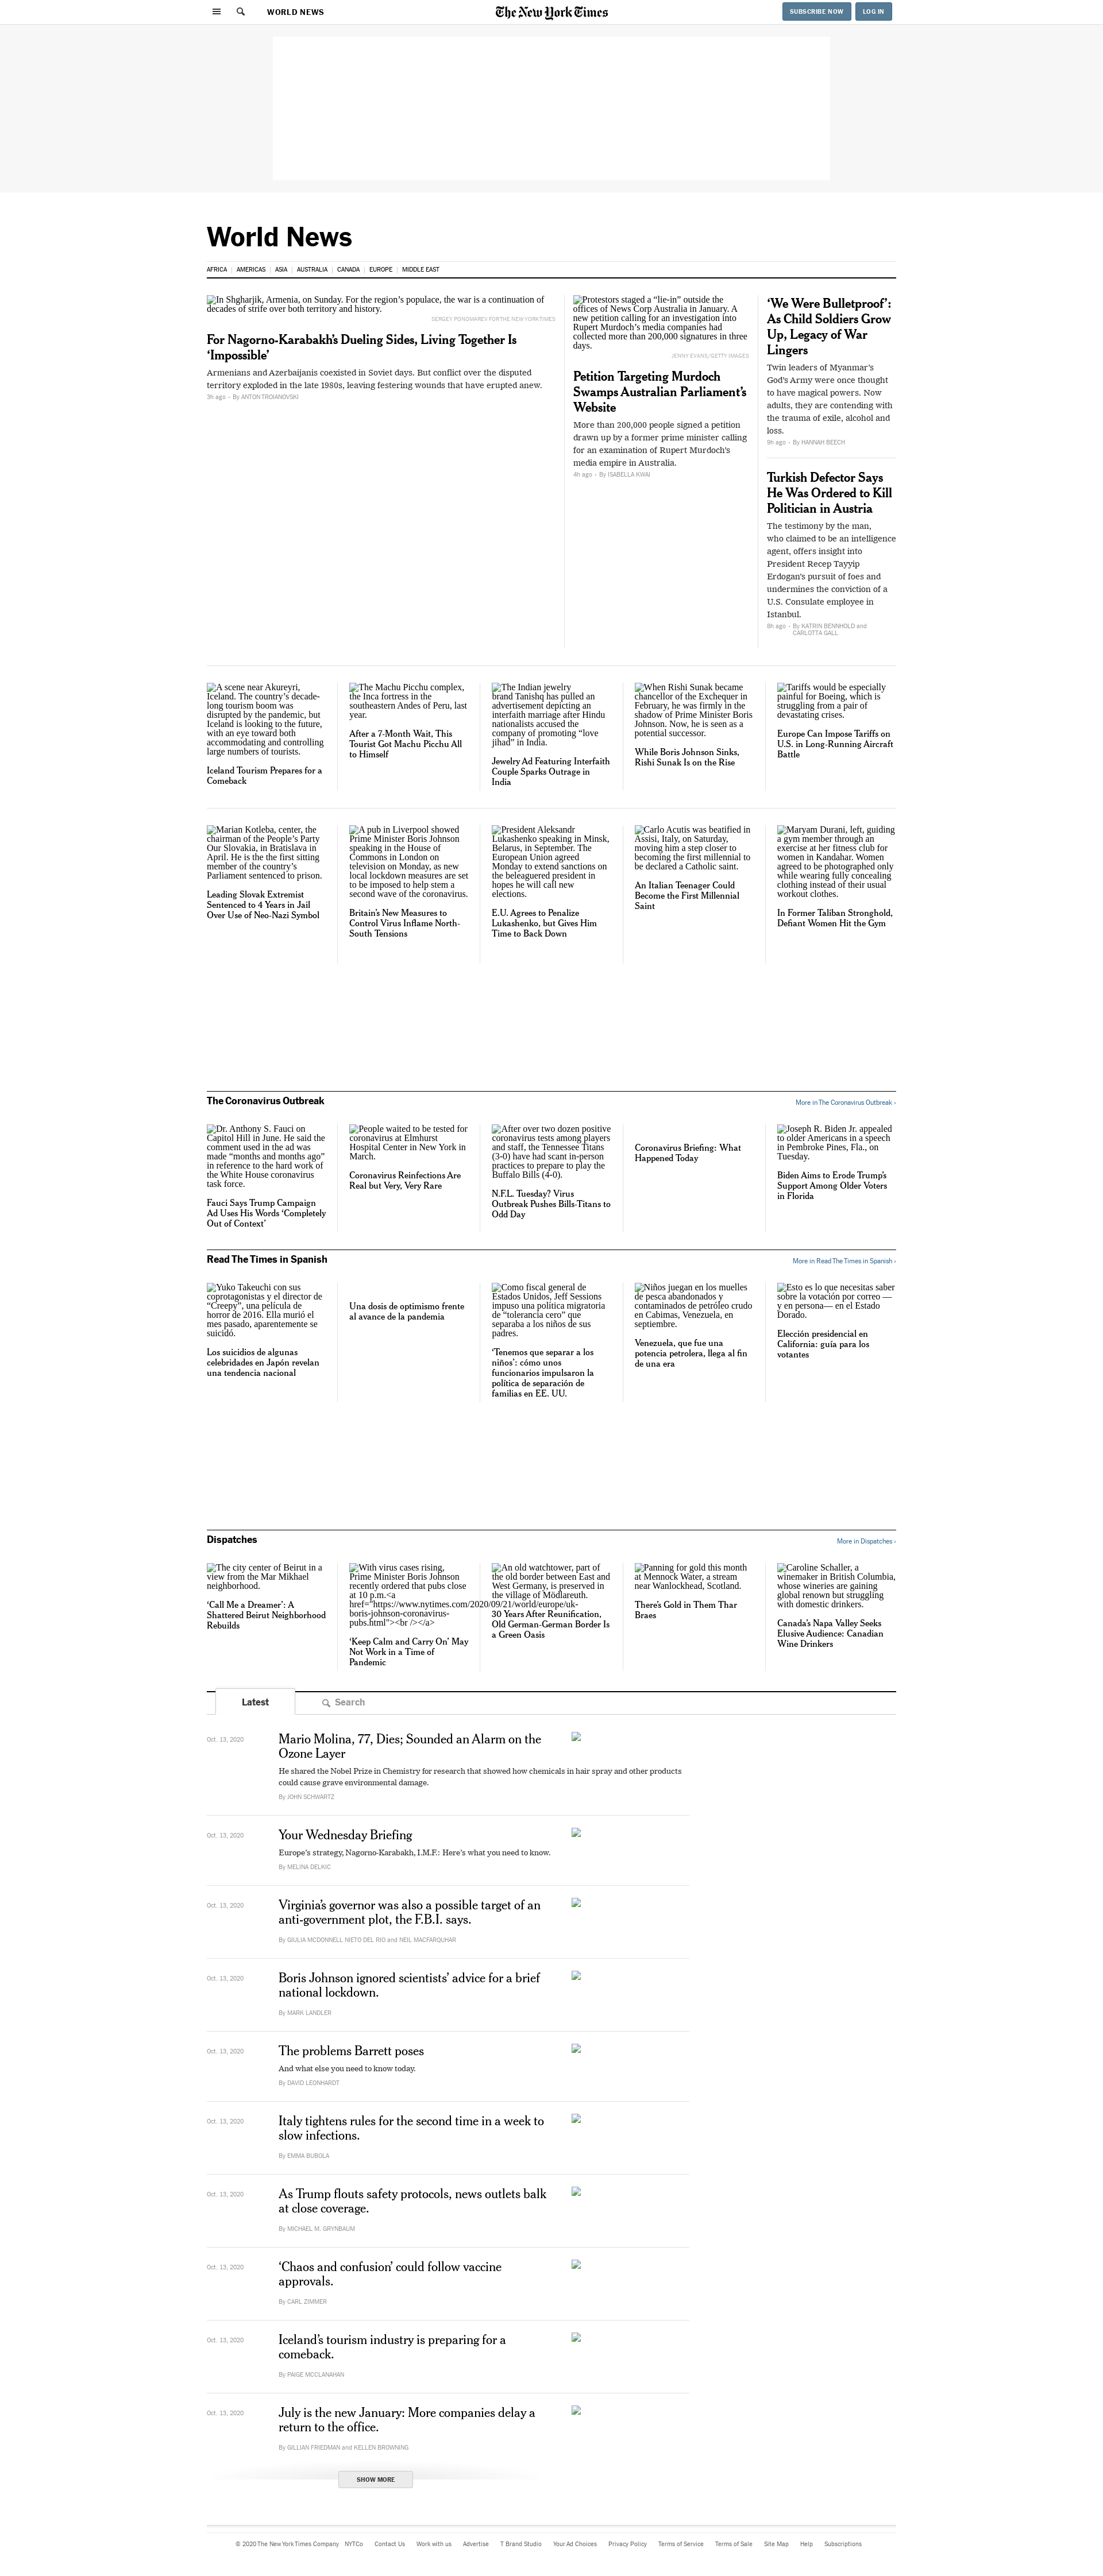 WORLD NEWS
The New York Times
SUBSCRIBE NOW
LOG IN
World News
AFRICA
AMERICAS
ASIA
AUSTRALIA
CANADA
EUROPE
MIDDLE EAST
In Shgharjik, Armenia, on Sunday. For the region’s populace, the war is a continuation of
decades of strife over both territory and history.
SERGEY PONOMAREV FOR THE NEW YORK TIMES
For Nagorno-Karabakh’s Dueling Sides, Living Together Is
‘Impossible’
Armenians and Azerbaijanis coexisted in Soviet days. But conflict over the disputed
territory exploded in the late 1980s, leaving festering wounds that have erupted anew.
3h ago - By ANTON TROIANOVSKI
Protestors staged a “lie-in” outside the
offices of News Corp Australia in January. A
new petition calling for an investigation into
Rupert Murdoch’s media companies had
collected more than 200,000 signatures in three
days.
JENNY EVANS/GETTY IMAGES
Petition Targeting Murdoch
Swamps Australian Parliament’s
Website
More than 200,000 people signed a petition
drawn up by a former prime minister calling
for an examination of Rupert Murdoch’s
media empire in Australia.
4h ago - By ISABELLA KWAI
‘We Were Bulletproof’:
As Child Soldiers Grow
Up, Legacy of War
Lingers
Twin leaders of Myanmar’s
God’s Army were once thought
to have magical powers. Now
adults, they are contending with
the trauma of exile, alcohol and
loss.
9h ago - By HANNAH BEECH
Turkish Defector Says
He Was Ordered to Kill
Politician in Austria
The testimony by the man,
who claimed to be an intelligence
agent, offers insight into
President Recep Tayyip
Erdogan’s pursuit of foes and
undermines the conviction of a
U.S. Consulate employee in
Istanbul.
8h ago - By KATRIN BENNHOLD and
CARLOTTA GALL
A scene near Akureyri,
Iceland. The country’s decade-
long tourism boom was
disrupted by the pandemic, but
Iceland is looking to the future,
with an eye toward both
accommodating and controlling
large numbers of tourists.
Iceland Tourism Prepares for a
Comeback
The Machu Picchu complex,
the Inca fortress in the
southeastern Andes of Peru, last
year.
After a 7-Month Wait, This
Tourist Got Machu Picchu All
to Himself
The Indian jewelry
brand Tanishq has pulled an
advertisement depicting an
interfaith marriage after Hindu
nationalists accused the
company of promoting “love
jihad” in India.
Jewelry Ad Featuring Interfaith
Couple Sparks Outrage in
India
When Rishi Sunak became
chancellor of the Exchequer in
February, he was firmly in the
shadow of Prime Minister Boris
Johnson. Now, he is seen as a
potential successor.
While Boris Johnson Sinks,
Rishi Sunak Is on the Rise
Tariffs would be especially
painful for Boeing, which is
struggling from a pair of
devastating crises.
Europe Can Impose Tariffs on
U.S. in Long-Running Aircraft
Battle
Marian Kotleba, center, the
chairman of the People’s Party
Our Slovakia, in Bratislava in
April. He is the the first sitting
member of the country’s
Parliament sentenced to prison.
Leading Slovak Extremist
Sentenced to 4 Years in Jail
Over Use of Neo-Nazi Symbol
A pub in Liverpool showed
Prime Minister Boris Johnson
speaking in the House of
Commons in London on
television on Monday, as new
local lockdown measures are set
to be imposed to help stem a
second wave of the coronavirus.
Britain’s New Measures to
Control Virus Inflame North-
South Tensions
President Aleksandr
Lukashenko speaking in Minsk,
Belarus, in September. The
European Union agreed
Monday to extend sanctions on
the beleaguered president in
hopes he will call new
elections.
E.U. Agrees to Penalize
Lukashenko, but Gives Him
Time to Back Down
Carlo Acutis was beatified in
Assisi, Italy, on Saturday,
moving him a step closer to
becoming the first millennial to
be declared a Catholic saint.
An Italian Teenager Could
Become the First Millennial
Saint
Maryam Durani, left, guiding
a gym member through an
exercise at her fitness club for
women in Kandahar. Women
agreed to be photographed only
while wearing fully concealing
clothing instead of their usual
workout clothes.
In Former Taliban Stronghold,
Defiant Women Hit the Gym
The Coronavirus Outbreak
More in The Coronavirus Outbreak ›
Dr. Anthony S. Fauci on
Capitol Hill in June. He said the
comment used in the ad was
made “months and months ago”
in reference to the hard work of
the White House coronavirus
task force.
Fauci Says Trump Campaign
Ad Uses His Words ‘Completely
Out of Context’
People waited to be tested for
coronavirus at Elmhurst
Hospital Center in New York in
March.
Coronavirus Reinfections Are
Real but Very, Very Rare
After over two dozen positive
coronavirus tests among players
and staff, the Tennessee Titans
(3-0) have had scant in-person
practices to prepare to play the
Buffalo Bills (4-0).
N.F.L. Tuesday? Virus
Outbreak Pushes Bills-Titans to
Odd Day
Coronavirus Briefing: What
Happened Today
Joseph R. Biden Jr. appealed
to older Americans in a speech
in Pembroke Pines, Fla., on
Tuesday.
Biden Aims to Erode Trump’s
Support Among Older Voters
in Florida
Read The Times in Spanish
More in Read The Times in Spanish ›
Yuko Takeuchi con sus
coprotagonistas y el director de
“Creepy”, una película de
horror de 2016. Ella murió el
mes pasado, aparentemente se
suicidó.
Los suicidios de algunas
celebridades en Japón revelan
una tendencia nacional
Una dosis de optimismo frente
al avance de la pandemia
Como fiscal general de
Estados Unidos, Jeff Sessions
impuso una política migratoria
de “tolerancia cero” que
separaba a los niños de sus
padres.
‘Tenemos que separar a los
niños’: cómo unos
funcionarios impulsaron la
política de separación de
familias en EE. UU.
Niños juegan en los muelles
de pesca abandonados y
contaminados de petróleo crudo
en Cabimas, Venezuela, en
septiembre.
Venezuela, que fue una
potencia petrolera, llega al fin
de una era
Esto es lo que necesitas saber
sobre la votación por correo —
y en persona— en el Estado
Dorado.
Elección presidencial en
California: guía para los
votantes
Dispatches
More in Dispatches ›
The city center of Beirut in a
view from the Mar Mikhael
neighborhood.
‘Call Me a Dreamer’: A
Shattered Beirut Neighborhood
Rebuilds
With virus cases rising,
Prime Minister Boris Johnson
recently ordered that pubs close
at 10 p.m.<a
href="https://www.nytimes.com/2020/09/21/world/europe/uk-
boris-johnson-coronavirus-
pubs.html"><br /></a>
‘Keep Calm and Carry On’ May
Not Work in a Time of
Pandemic
An old watchtower, part of
the old border between East and
West Germany, is preserved in
the village of Mödlareuth.
30 Years After Reunification,
Old German-German Border Is
a Green Oasis
Panning for gold this month
at Mennock Water, a stream
near Wanlockhead, Scotland.
There’s Gold in Them Thar
Braes
Caroline Schaller, a
winemaker in British Columbia,
whose wineries are gaining
global renown but struggling
with domestic drinkers.
Canada’s Napa Valley Seeks
Elusive Audience: Canadian
Wine Drinkers
Latest
Search
Oct. 13, 2020
Mario Molina, 77, Dies; Sounded an Alarm on the
Ozone Layer
He shared the Nobel Prize in Chemistry for research that showed how chemicals in hair spray and other products
could cause grave environmental damage.
By JOHN SCHWARTZ
Oct. 13, 2020
Your Wednesday Briefing
Europe’s strategy, Nagorno-Karabakh, I.M.F.: Here’s what you need to know.
By MELINA DELKIC
Oct. 13, 2020
Virginia’s governor was also a possible target of an
anti-government plot, the F.B.I. says.
By GIULIA MCDONNELL NIETO DEL RIO and NEIL MACFARQUHAR
Oct. 13, 2020
Boris Johnson ignored scientists’ advice for a brief
national lockdown.
By MARK LANDLER
Oct. 13, 2020
The problems Barrett poses
And what else you need to know today.
By DAVID LEONHARDT
Oct. 13, 2020
Italy tightens rules for the second time in a week to
slow infections.
By EMMA BUBOLA
Oct. 13, 2020
As Trump flouts safety protocols, news outlets balk
at close coverage.
By MICHAEL M. GRYNBAUM
Oct. 13, 2020
‘Chaos and confusion’ could follow vaccine
approvals.
By CARL ZIMMER
Oct. 13, 2020
Iceland’s tourism industry is preparing for a
comeback.
By PAIGE MCCLANAHAN
Oct. 13, 2020
July is the new January: More companies delay a
return to the office.
By GILLIAN FRIEDMAN and KELLEN BROWNING
SHOW MORE
© 2020 The New York Times Company NYTCo Contact Us Work with us Advertise T Brand Studio Your Ad Choices Privacy Policy Terms of Service Terms of Sale Site Map Help Subscriptions